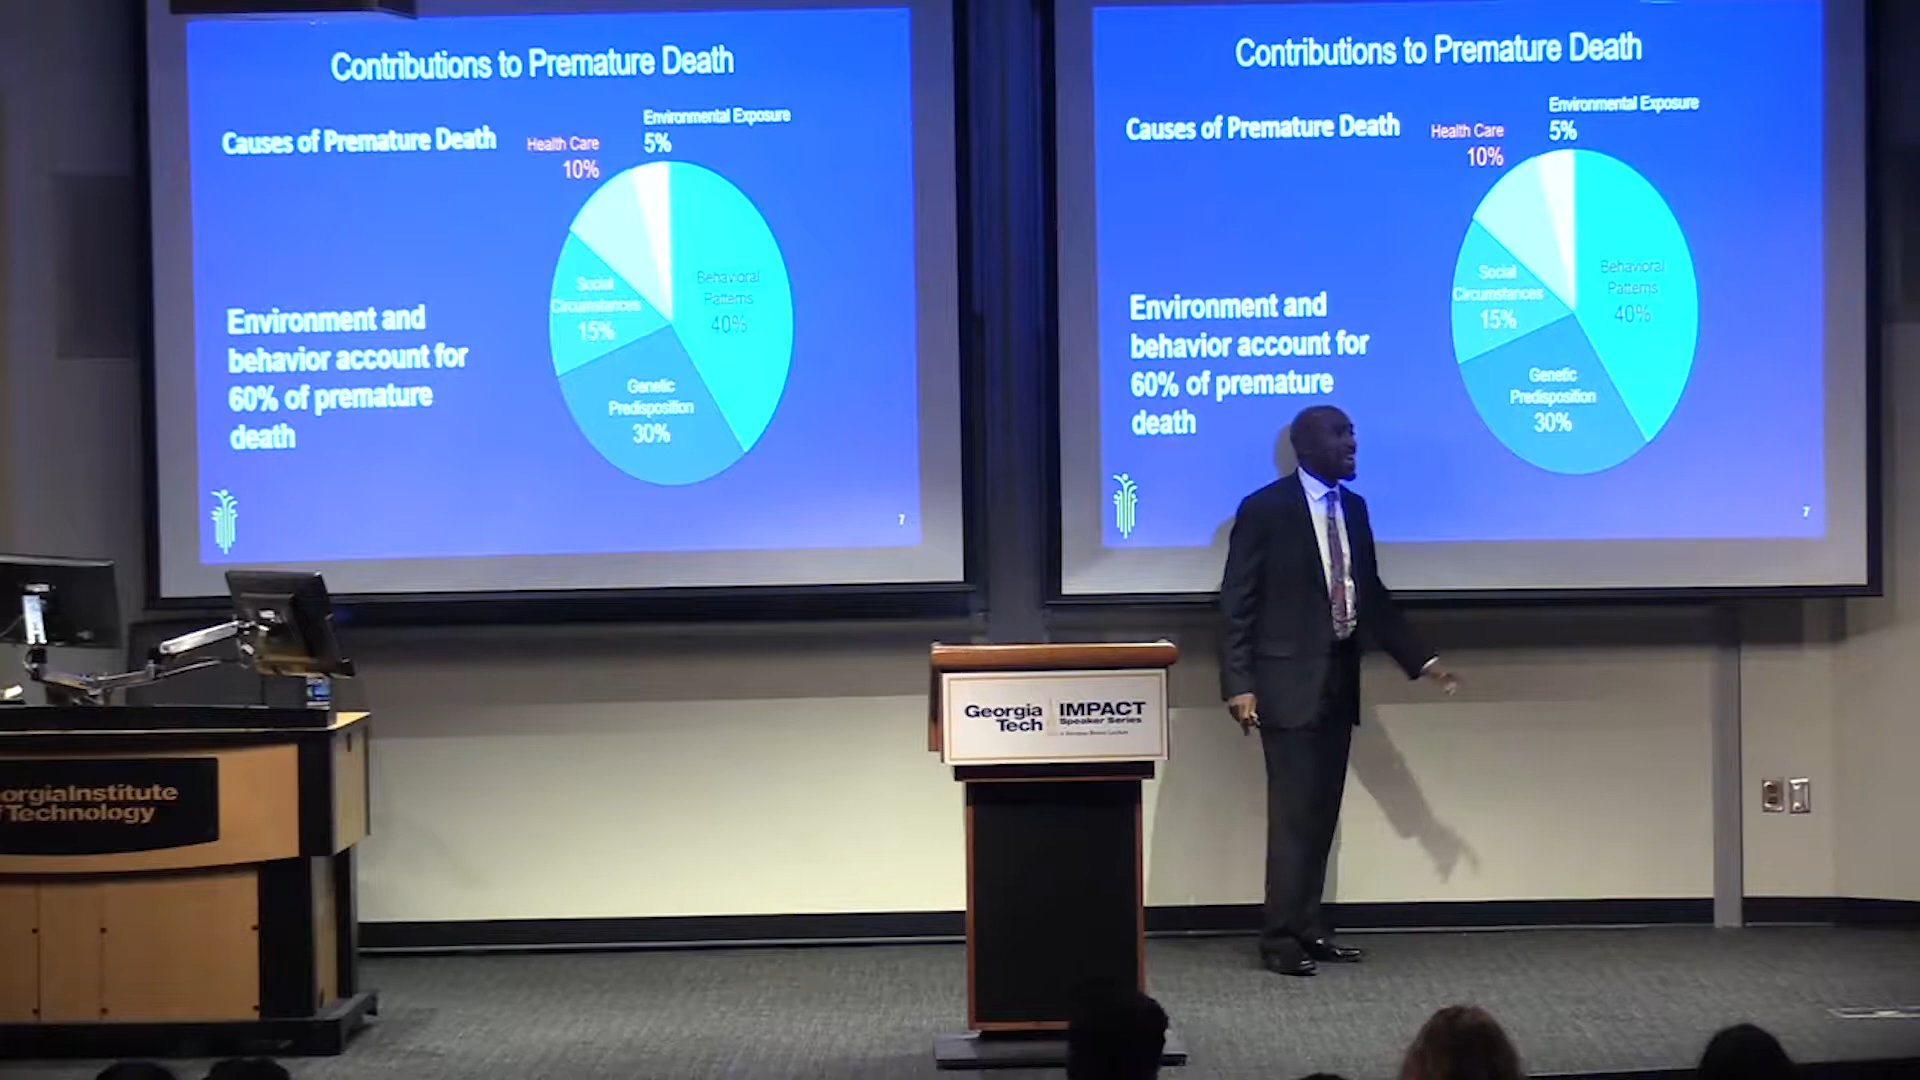 Contributions to Premature Death
Causes of Premature Death
Health Care
10%
Environmental Exposure
5%
Behavioral
Patterns
40%
Social
Circumstances
15%
Genetic
Predisposition
30%
Environment and
behavior account for
60% of premature
death
7
Contributions to Premature Death
Causes of Premature Death
Health Care
10%
Environmental Exposure
5%
Behavioral
Patterns
40%
Social
Circumstances
15%
Genetic
Predisposition
30%
Environment and
behavior account for
60% of premature
death
7
Georgia
Tech
IMPACT
Speaker Series
orgiaInstitute
f Technology